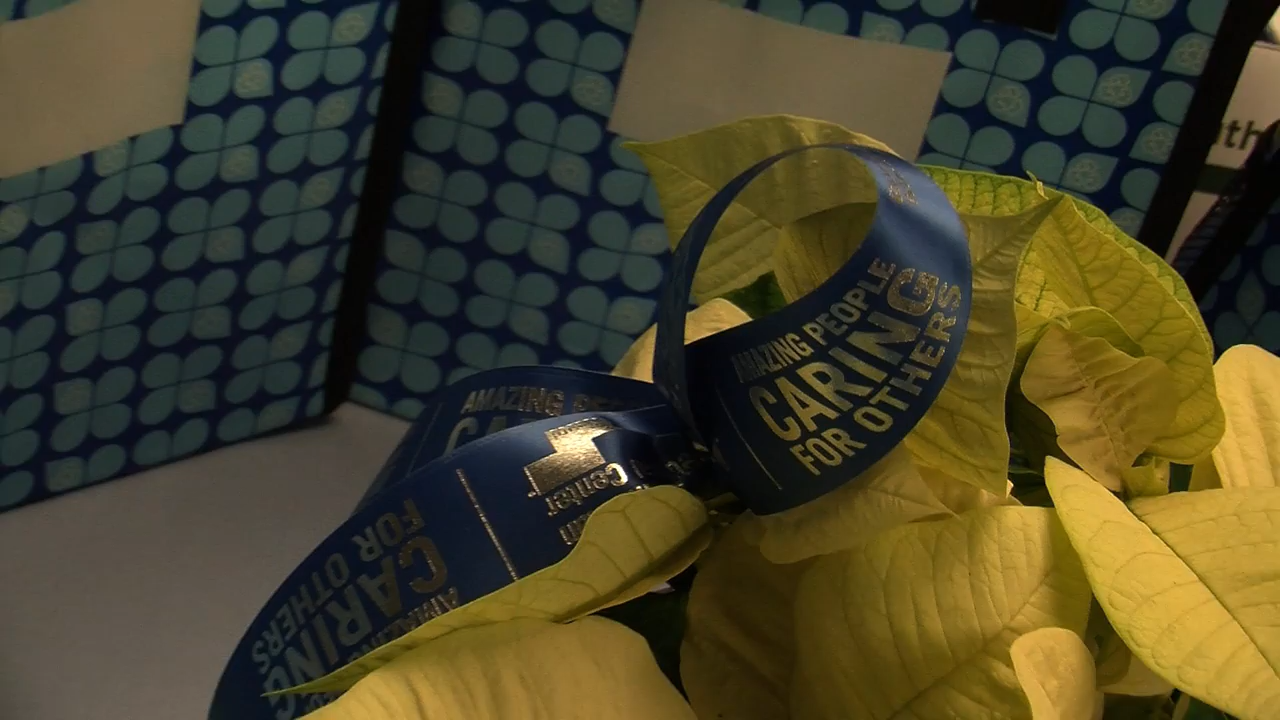 AMAZING PEOPLE
CARING
FOR OTHERS
AMAZING
Center
CARING
FOR OTHERS